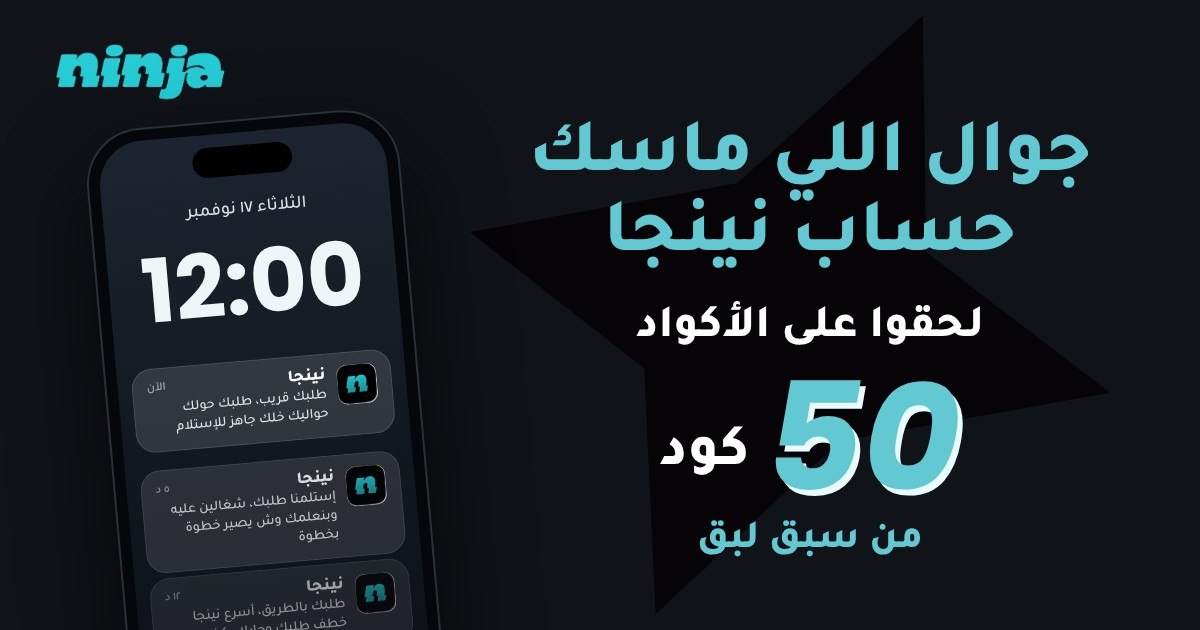 ninja
جوال اللي ماسك
حساب نينجا
لحقوا على الأكواد
50 كود
من سبق لبق
الثلاثاء ١٧ نوفمبر
12:00
نينجا
الآن
طلبك قريب، طلبك حولك
حواليك خلك جاهز للإستلام
نينجا
٥ د
إستلمنا طلبك، شغالين عليه
وبنعلمك وش يصير خطوة
بخطوة
نينجا
١٢ د
طلبك بالطريق، أسرع نينجا
خطف طلبك